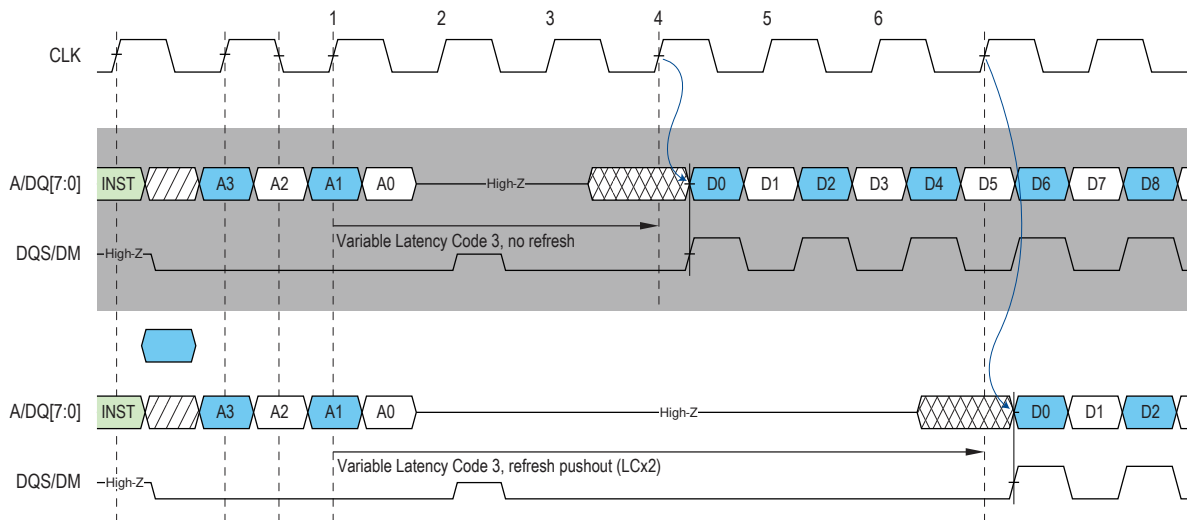 1 2 3 4 5 6
CLK
A/DQ[7:0] INST A3 A2 A1 A0 High-Z D0 D1 D2 D3 D4 D5 D6 D7 D8
Variable Latency Code 3, no refresh
DQS/DM High-Z
A/DQ[7:0] INST A3 A2 A1 A0 High-Z D0 D1 D2
Variable Latency Code 3, refresh pushout (LCx2)
DQS/DM High-Z